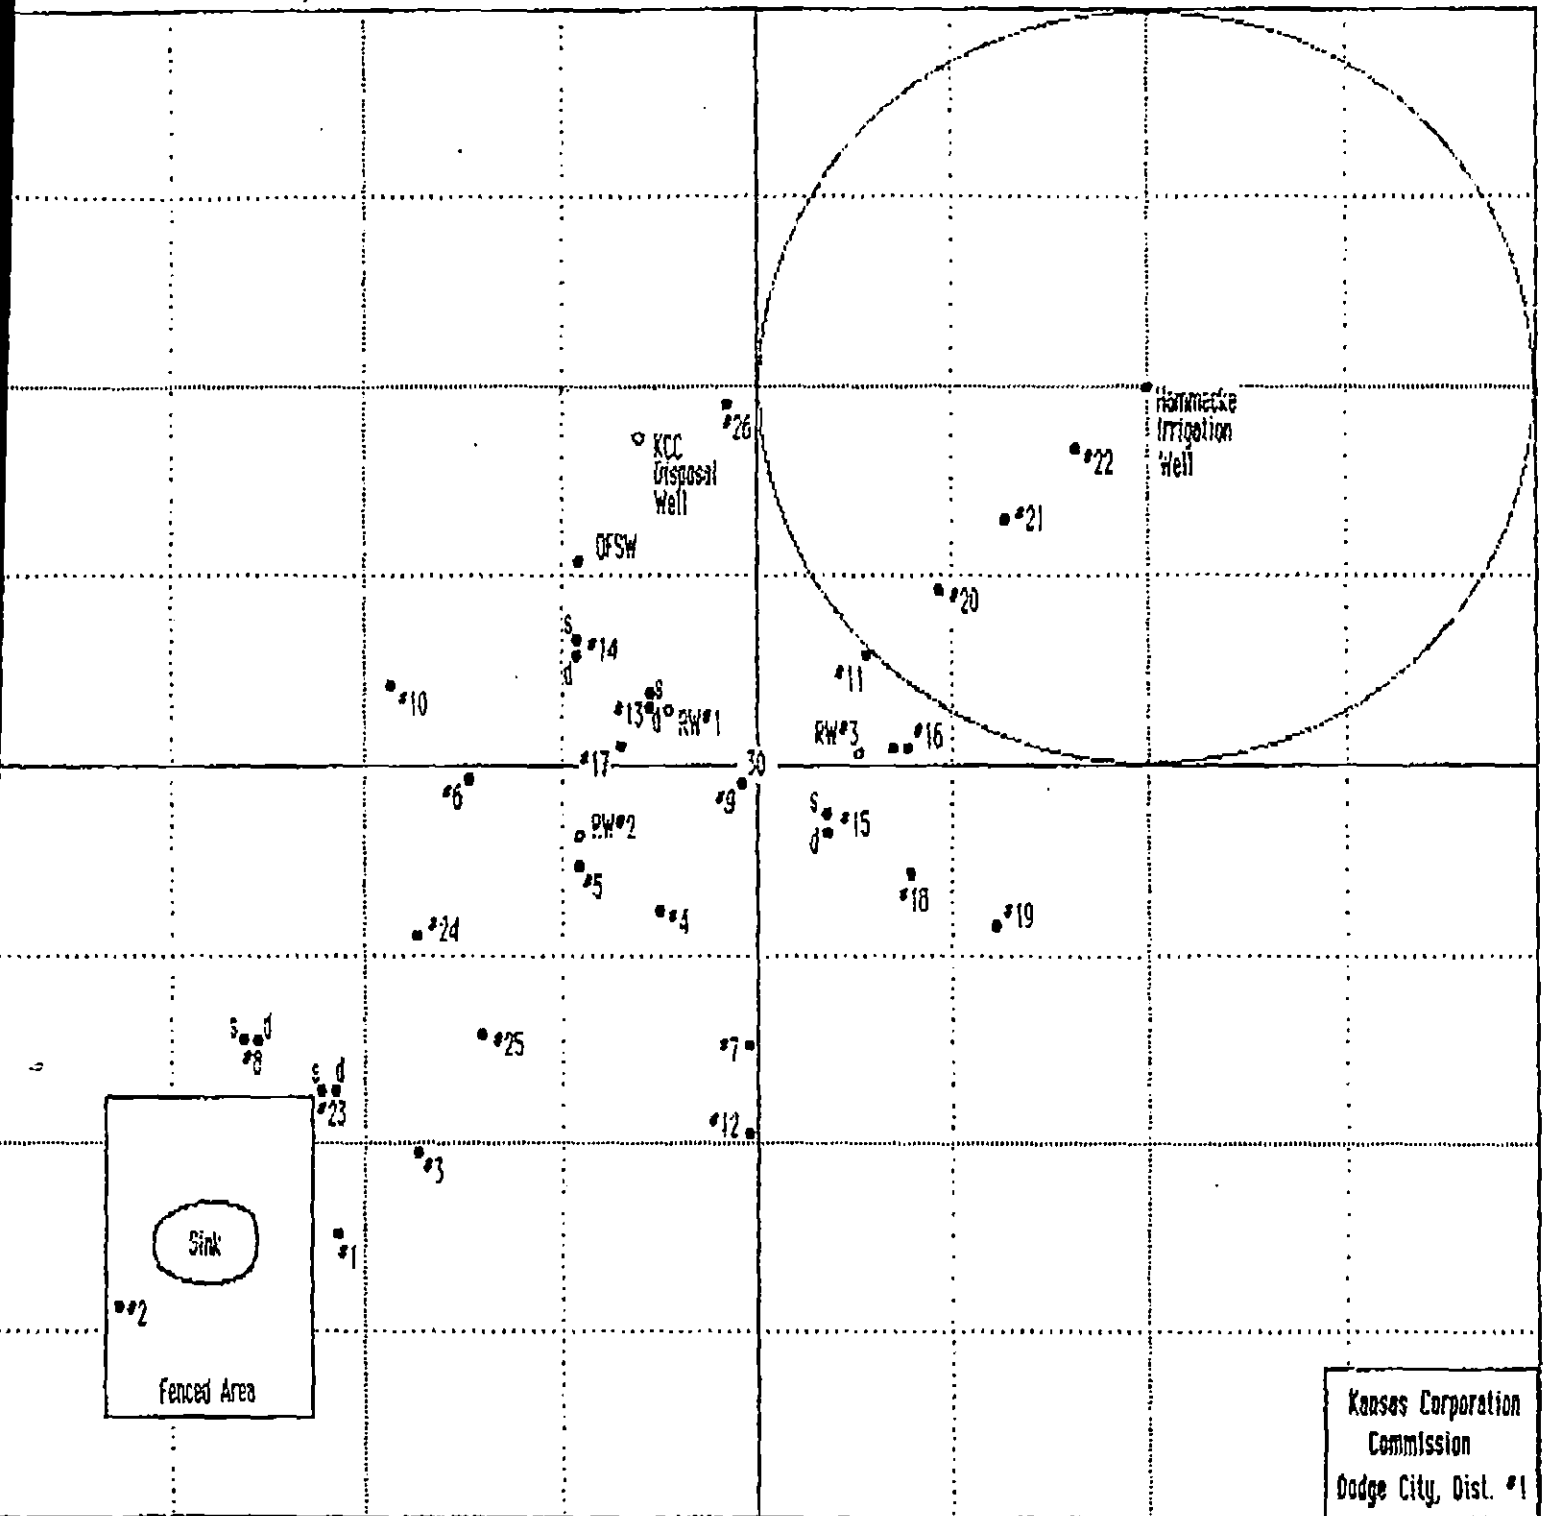 #26
Hammecke
Irrigation
Well
KCC
Disposal
Well
#22
#21
OFSW
#20
s
#14
d
#11
#10
s
#13
d
RW#1
RW#3
#16
#17
30
#6
#9
s
#15
d
RW#2
#5
#18
#4
#19
#24
s
d
#8
#25
#7
s
d
#23
#12
#3
Sink
#1
#2
Fenced Area
Kansas Corporation
Commission
Dodge City, Dist. #1